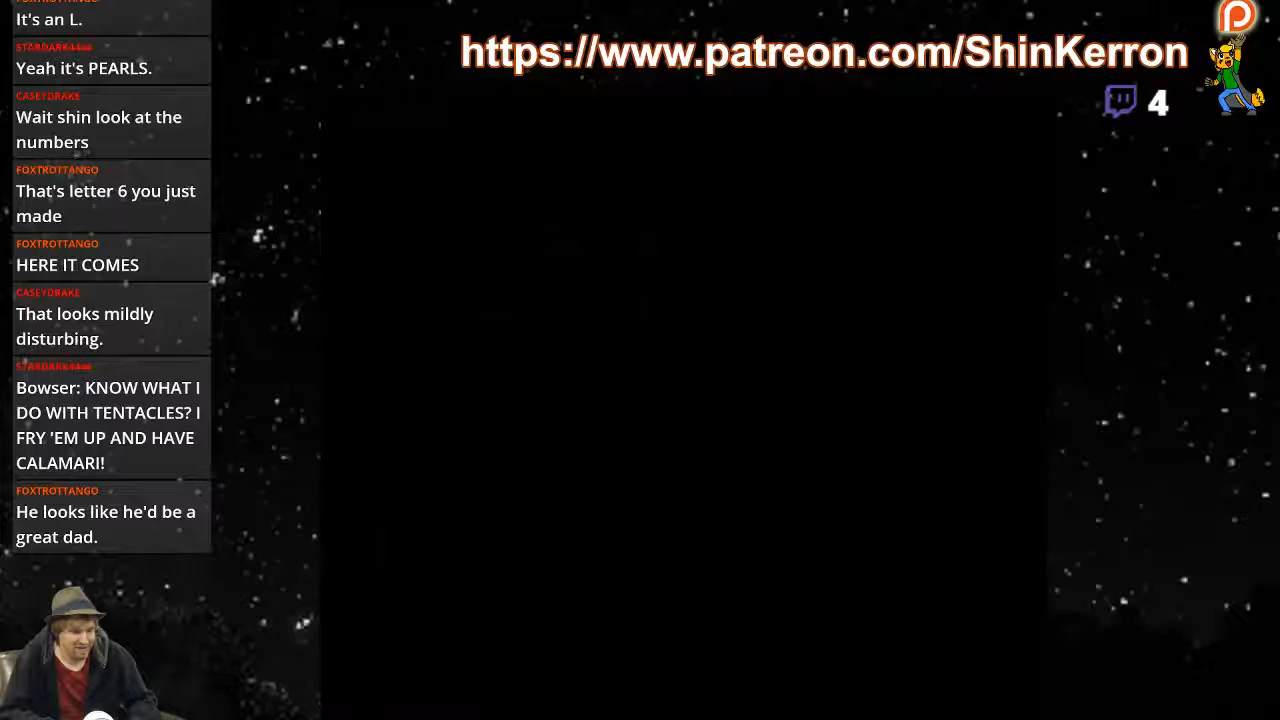 It's an L.
Yeah it's PEARLS.
CASEYDRAKE
Wait shin look at the
numbers
FOXTROTTANGO
That's letter 6 you just
made
FOXTROTTANGO
HERE IT COMES
CASEYDRAKE
That looks mildly
disturbing.
Bowser: KNOW WHAT I
DO WITH TENTACLES? I
FRY 'EM UP AND HAVE
CALAMARI!
FOXTROTTANGO
He looks like he'd be a
great dad.
https://www.patreon.com/ShinKerron
4